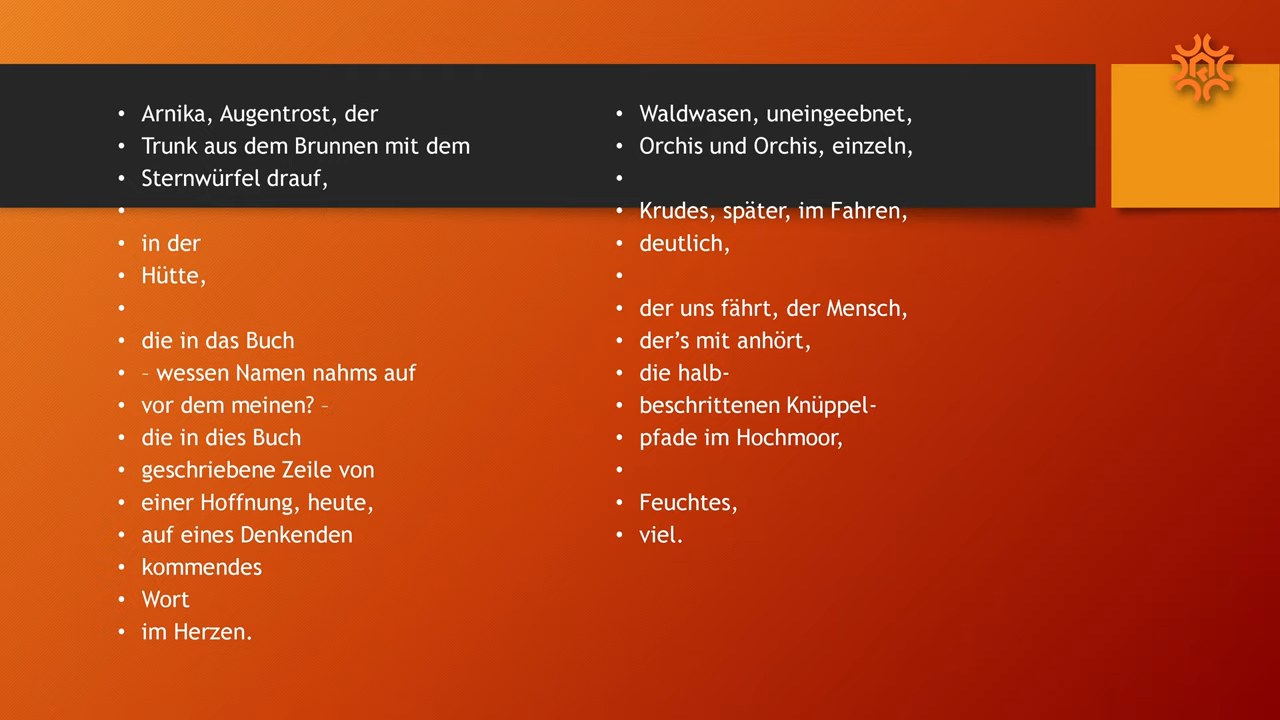 • Arnika, Augentrost, der
• Trunk aus dem Brunnen mit dem
• Sternwürfel drauf,
•
• in der
• Hütte,
•
• die in das Buch
• – wessen Namen nahms auf
• vor dem meinen? –
• die in dies Buch
• geschriebene Zeile von
• einer Hoffnung, heute,
• auf eines Denkenden
• kommendes
• Wort
• im Herzen.
• Waldwasen, uneingeebnet,
• Orchis und Orchis, einzeln,
•
• Krudes, später, im Fahren,
• deutlich,
•
• der uns fährt, der Mensch,
• der’s mit anhört,
• die halb-
• beschrittenen Knüppel-
• pfade im Hochmoor,
•
• Feuchtes,
• viel.